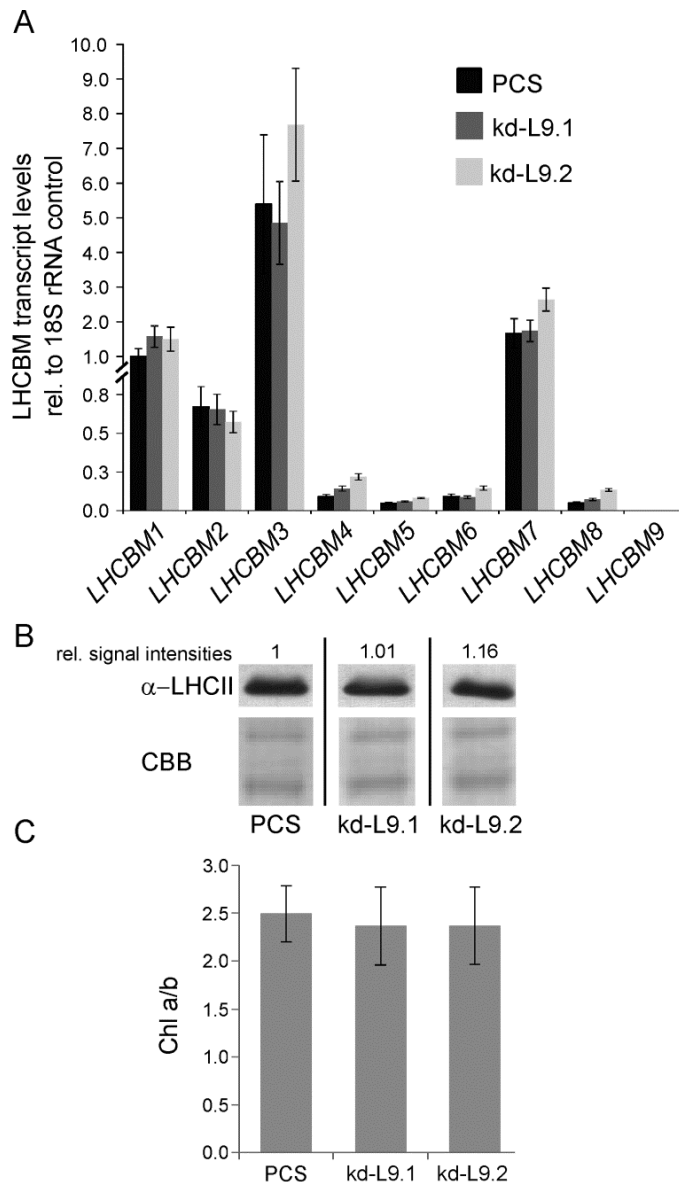 A
LHCBM transcript levels
rel. to 18S rRNA control
10.0
9.0
8.0
7.0
6.0
5.0
4.0
3.0
2.0
1.0
0.8
0.5
0.3
0.0
PCS
kd-L9.1
kd-L9.2
LHCBM1
LHCBM2
LHCBM3
LHCBM4
LHCBM5
LHCBM6
LHCBM7
LHCBM8
LHCBM9
B
rel. signal intensities 1 1.01 1.16
α–LHCII
CBB
PCS kd-L9.1 kd-L9.2
C
Chl a/b
3.0
2.5
2.0
1.5
1.0
0.5
0.0
PCS kd-L9.1 kd-L9.2